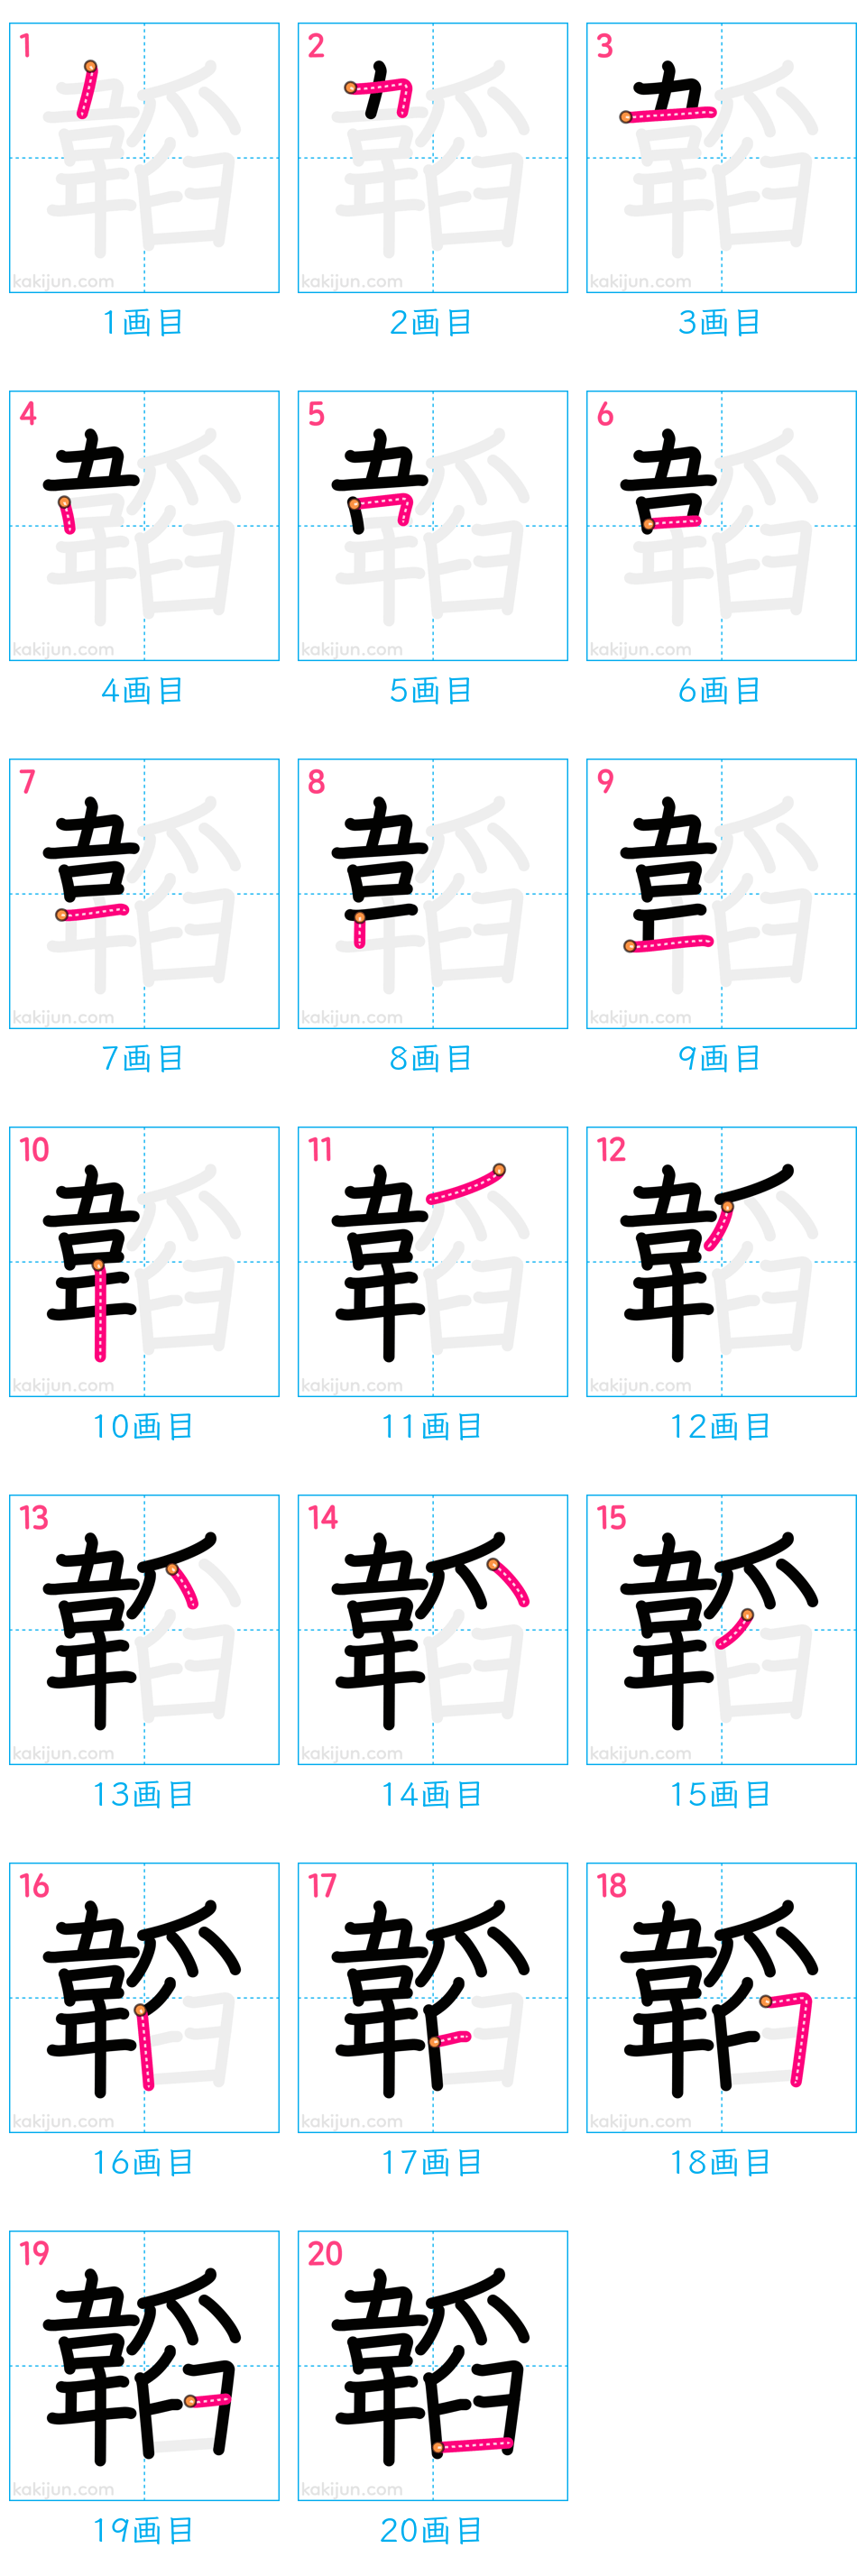 1 2 3
kakijun.com kakijun.com kakijun.com
1画目 2画目 3画目
4 5 6
kakijun.com kakijun.com kakijun.com
4画目 5画目 6画目
7 8 9
kakijun.com kakijun.com kakijun.com
7画目 8画目 9画目
10 11 12
kakijun.com kakijun.com kakijun.com
10画目 11画目 12画目
13 14 15
kakijun.com kakijun.com kakijun.com
13画目 14画目 15画目
16 17 18
kakijun.com kakijun.com kakijun.com
16画目 17画目 18画目
19 20
韜 韜
kakijun.com kakijun.com
19画目 20画目